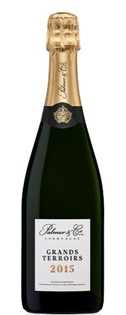 Palmer & Co
CHAMPAGNE
GRANDS
TERROIRS
2015